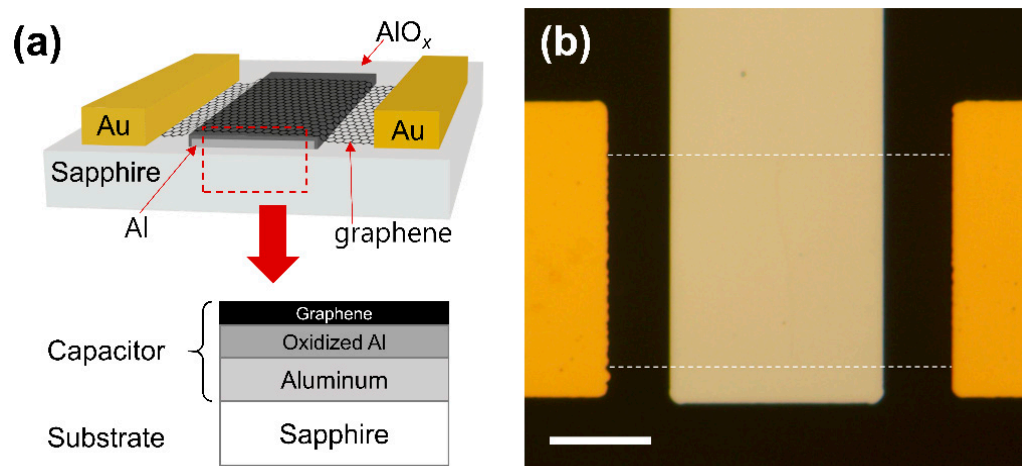 (a)
AlOx
Au
Au
Sapphire
Al
graphene
Capacitor
Graphene
Oxidized Al
Aluminum
Substrate
Sapphire
(b)